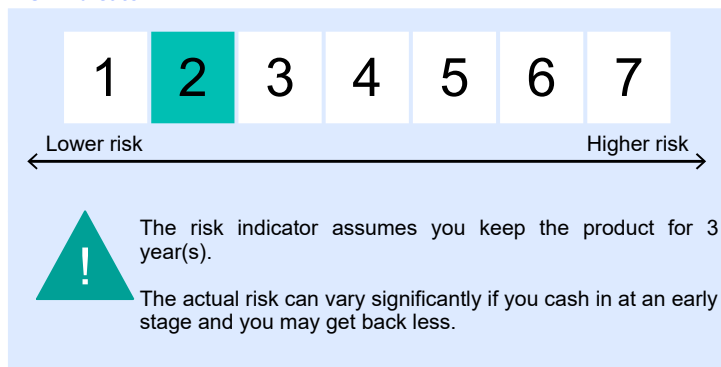 1 2 3 4 5 6 7
Lower risk Higher risk
! The risk indicator assumes you keep the product for 3
year(s).
The actual risk can vary significantly if you cash in at an early
stage and you may get back less.